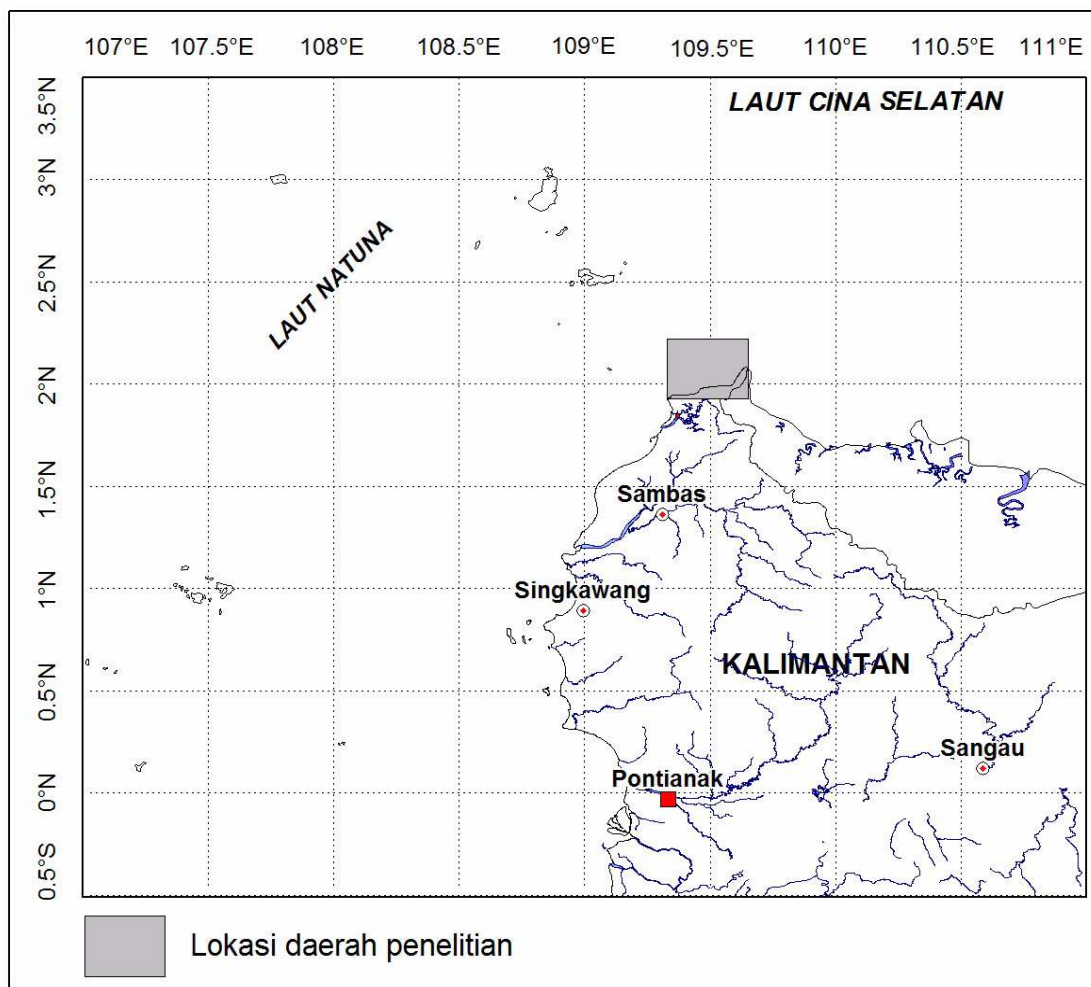 107°E 107.5°E 108°E 108.5°E 109°E 109.5°E 110°E 110.5°E 111°E
3.5°N
LAUT CINA SELATAN
3°N
LAUT NATUNA
2.5°N
2°N
1.5°N
Sambas
1°N
Singkawang
KALIMANTAN
0.5°N
Sangau
Pontianak
0°N
0.5°S
Lokasi daerah penelitian